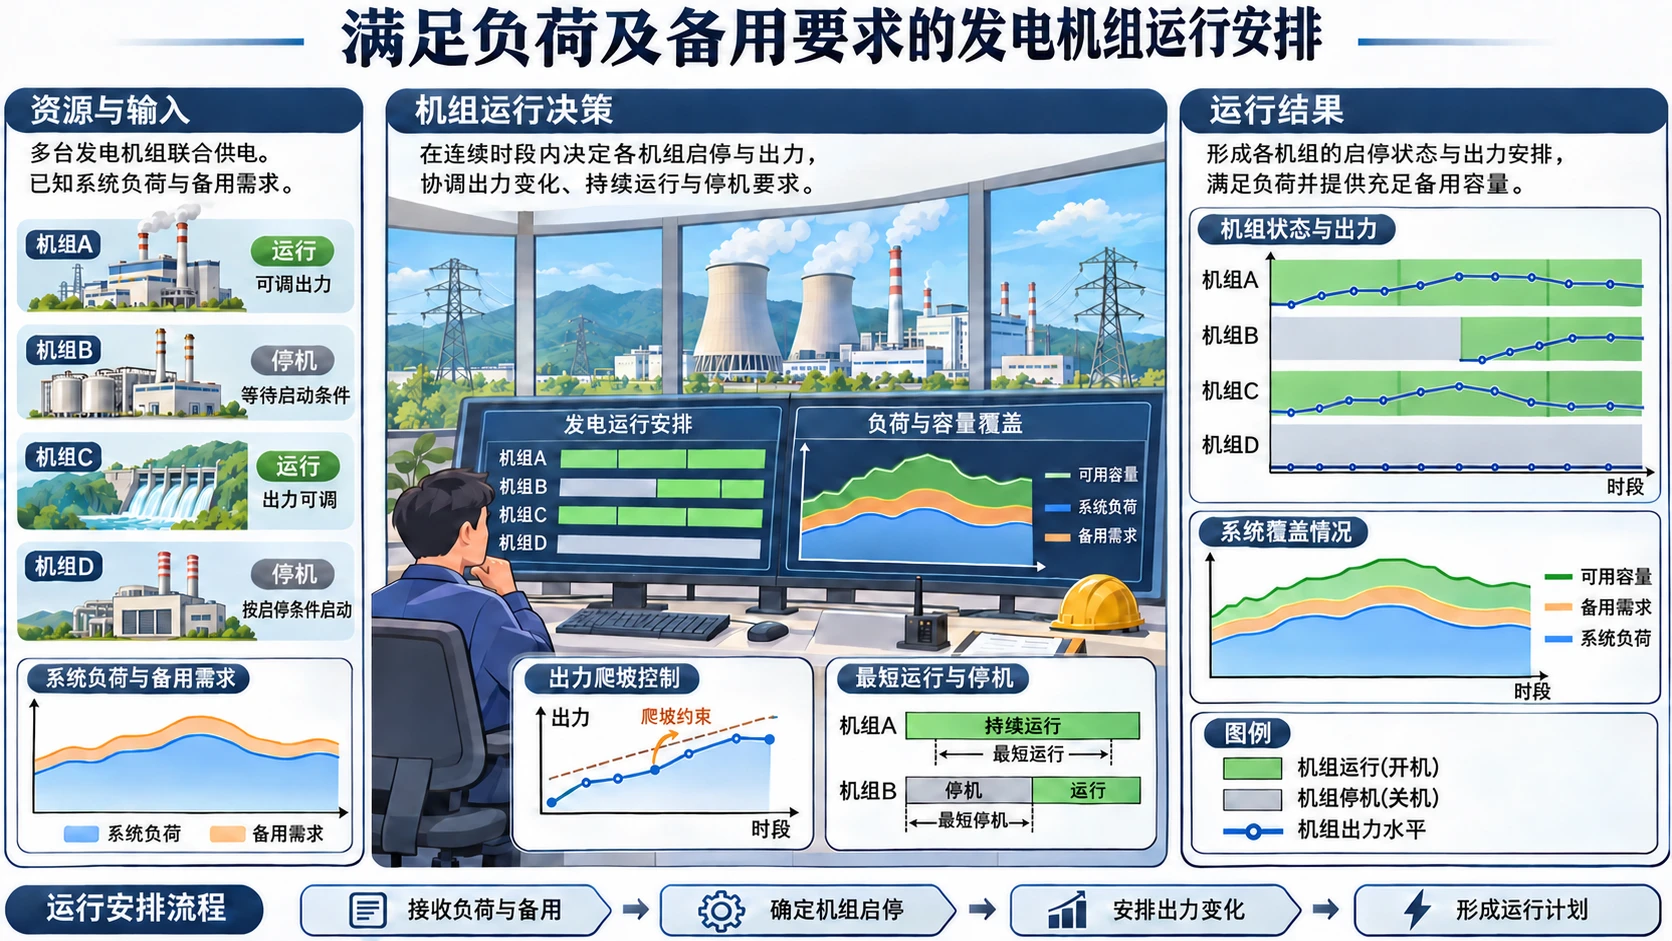 满足负荷及备用要求的发电机组运行安排
资源与输入
多台发电机组联合供电。
已知系统负荷与备用需求。
机组A
运行
可调出力
机组B
停机
等待启动条件
机组C
运行
出力可调
机组D
停机
按启停条件启动
系统负荷与备用需求
系统负荷
备用需求
机组运行决策
在连续时段内决定各机组启停与出力，
协调出力变化、持续运行与停机要求。
发电运行安排
机组A
机组B
机组C
机组D
负荷与容量覆盖
可用容量
系统负荷
备用需求
出力爬坡控制
出力
爬坡约束
时段
最短运行与停机
机组A
持续运行
最短运行
机组B
停机
运行
最短停机
运行结果
形成各机组的启停状态与出力安排，
满足负荷并提供充足备用容量。
机组状态与出力
机组A
机组B
机组C
机组D
时段
系统覆盖情况
可用容量
备用需求
系统负荷
时段
图例
机组运行(开机)
机组停机(关机)
机组出力水平
运行安排流程
接收负荷与备用
确定机组启停
安排出力变化
形成运行计划